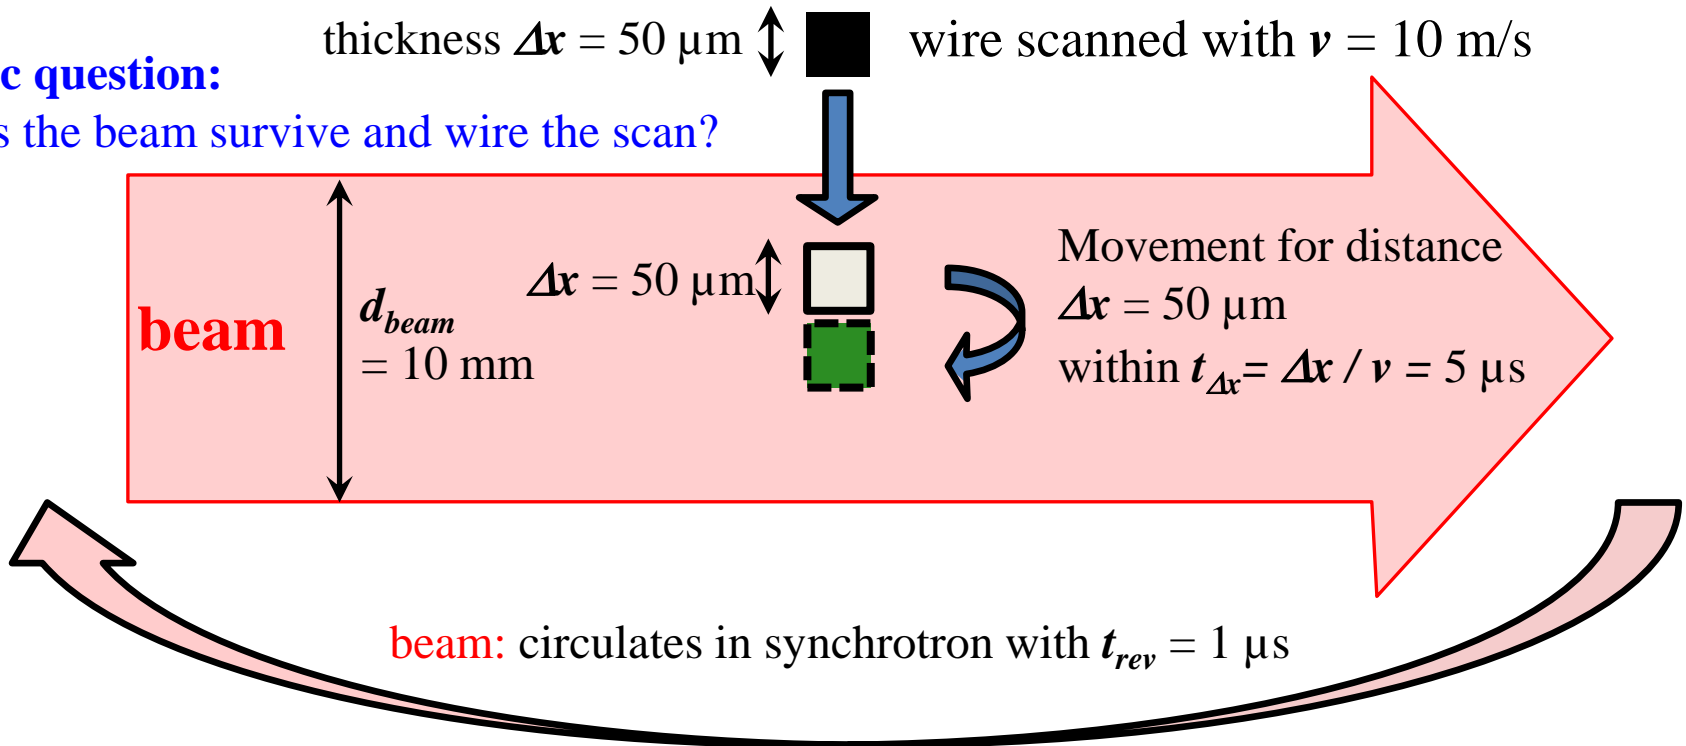 thickness Δx = 50 µm
wire scanned with v = 10 m/s
c question:
s the beam survive and wire the scan?
Δx = 50 µm
Movement for distance
Δx = 50 µm
within t_Δx = Δx / v = 5 µs
beam
d_beam
= 10 mm
beam: circulates in synchrotron with t_rev = 1 µs